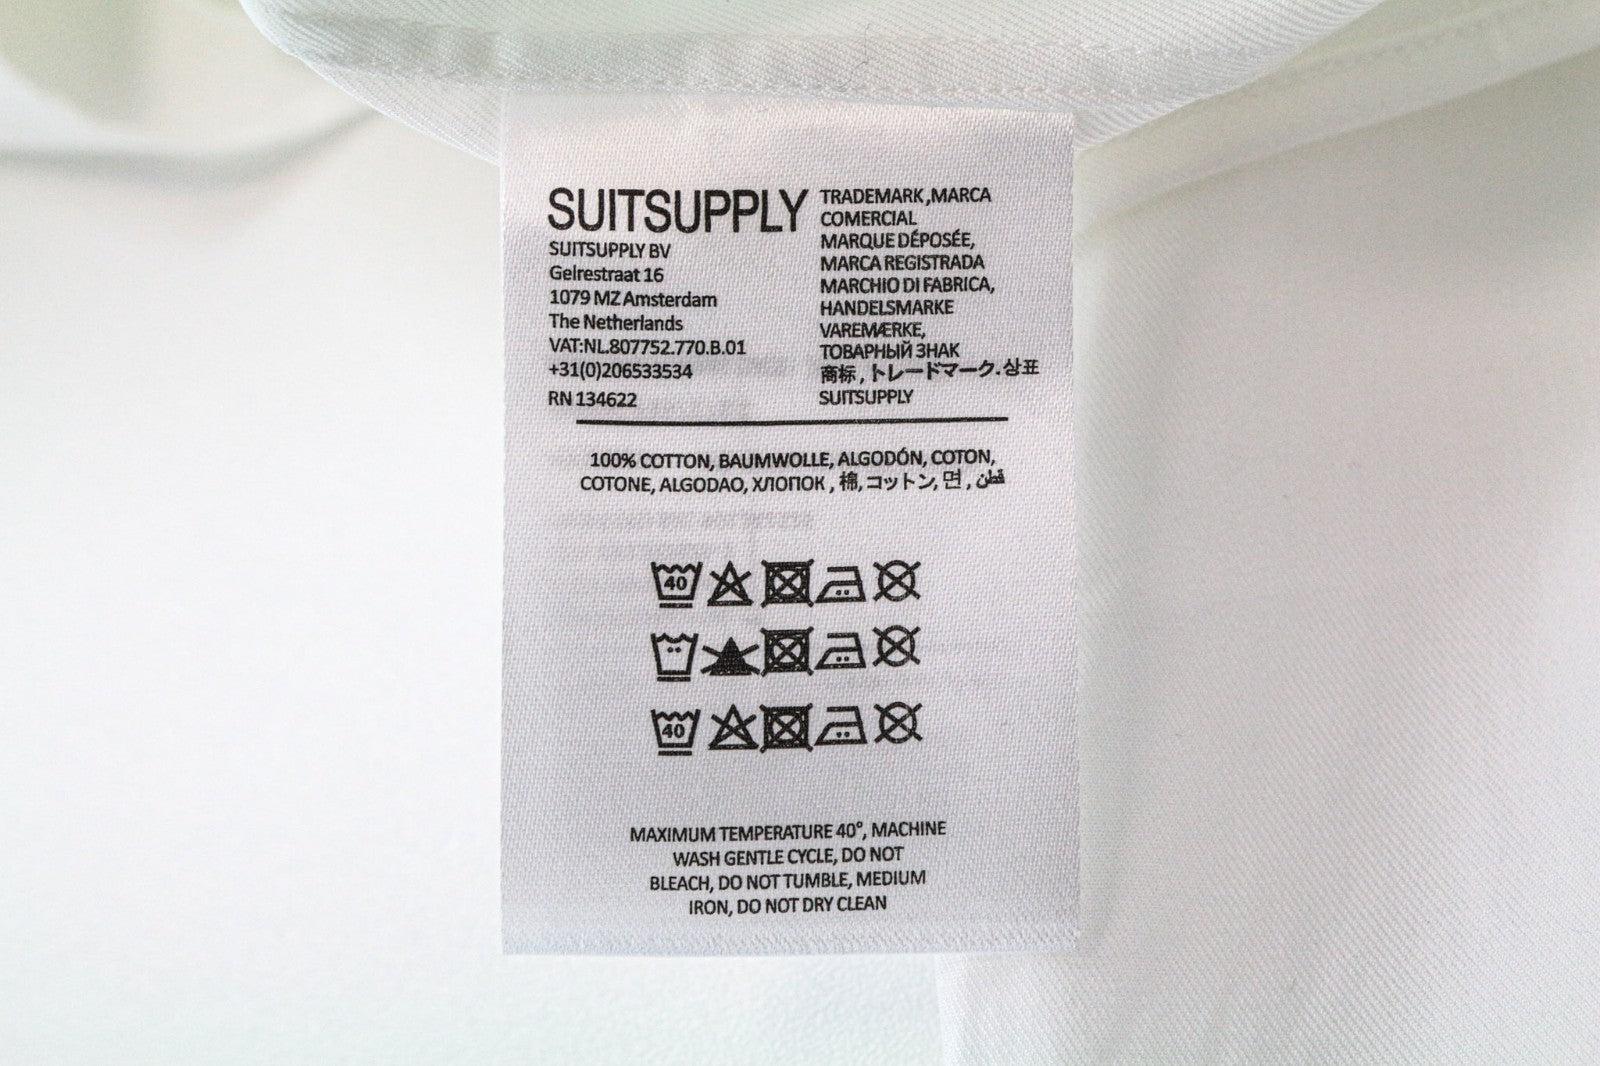 SUITSUPPLY
SUITSUPPLY BV
Gelrestraat 16
1079 MZ Amsterdam
The Netherlands
VAT:NL.807752.770.B.01
+31(0)206533534
RN 134622
TRADEMARK,MARCA
COMERCIAL
MARQUE DÉPOSÉE,
MARCA REGISTRADA
MARCHIO DI FABRICA,
HANDELSMARKE
VAREMÆRKE,
ТОВАРНЫЙ ЗНАК
商标, トレードマーク.상표
SUITSUPPLY
100% COTTON, BAUMWOLLE, ALGODÓN, COTON,
COTONE, ALGODAO, ХЛОПОК , 棉, コットン, 면 , قطن
40
40
MAXIMUM TEMPERATURE 40°, MACHINE
WASH GENTLE CYCLE, DO NOT
BLEACH, DO NOT TUMBLE, MEDIUM
IRON, DO NOT DRY CLEAN